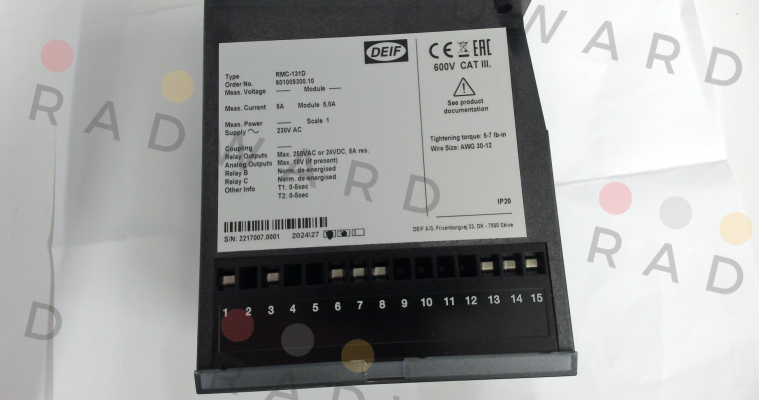 DEIF
CE EAC
600V CAT III.
Type RMC-131D
Order No. 601009300.10
Meas. Voltage ------ Module ------
Meas. Current 5A Module 5,0A
Meas. Power ------ Scale 1
Supply ~ 230V AC
Coupling ------
Relay Outputs Max. 250VAC or 24VDC, 8A res.
Analog Outputs Max. 10V (if present)
Relay B Norm. de-energised
Relay C Norm. de-energised
Other Info T1: 0-5sec
T2: 0-5sec
See product
documentation
Tightening torque: 5-7 lb-in
Wire Size: AWG 30-12
IP20
S/N: 2217007.0001 2024\27
DEIF A/S, Frisenborgvej 33, DK - 7800 Skive
1 2 3 4 5 6 7 8 9 10 11 12 13 14 15
RADWARD